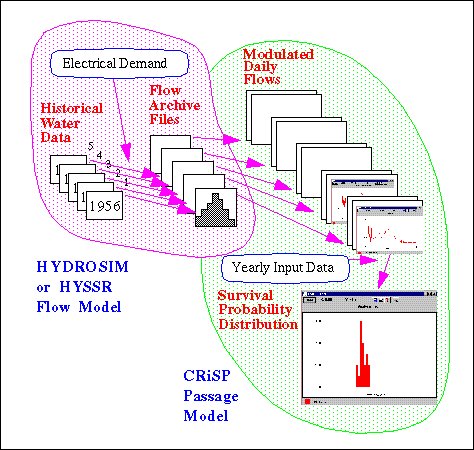 Electrical Demand
Modulated
Daily
Flows
Flow
Archive
Files
Historical
Water
Data
5
4
3
2
1
1956
HYDROSIM
or HYSSR
Flow Model
Yearly Input Data
Survival
Probability
Distribution
CRiSP
Passage
Model